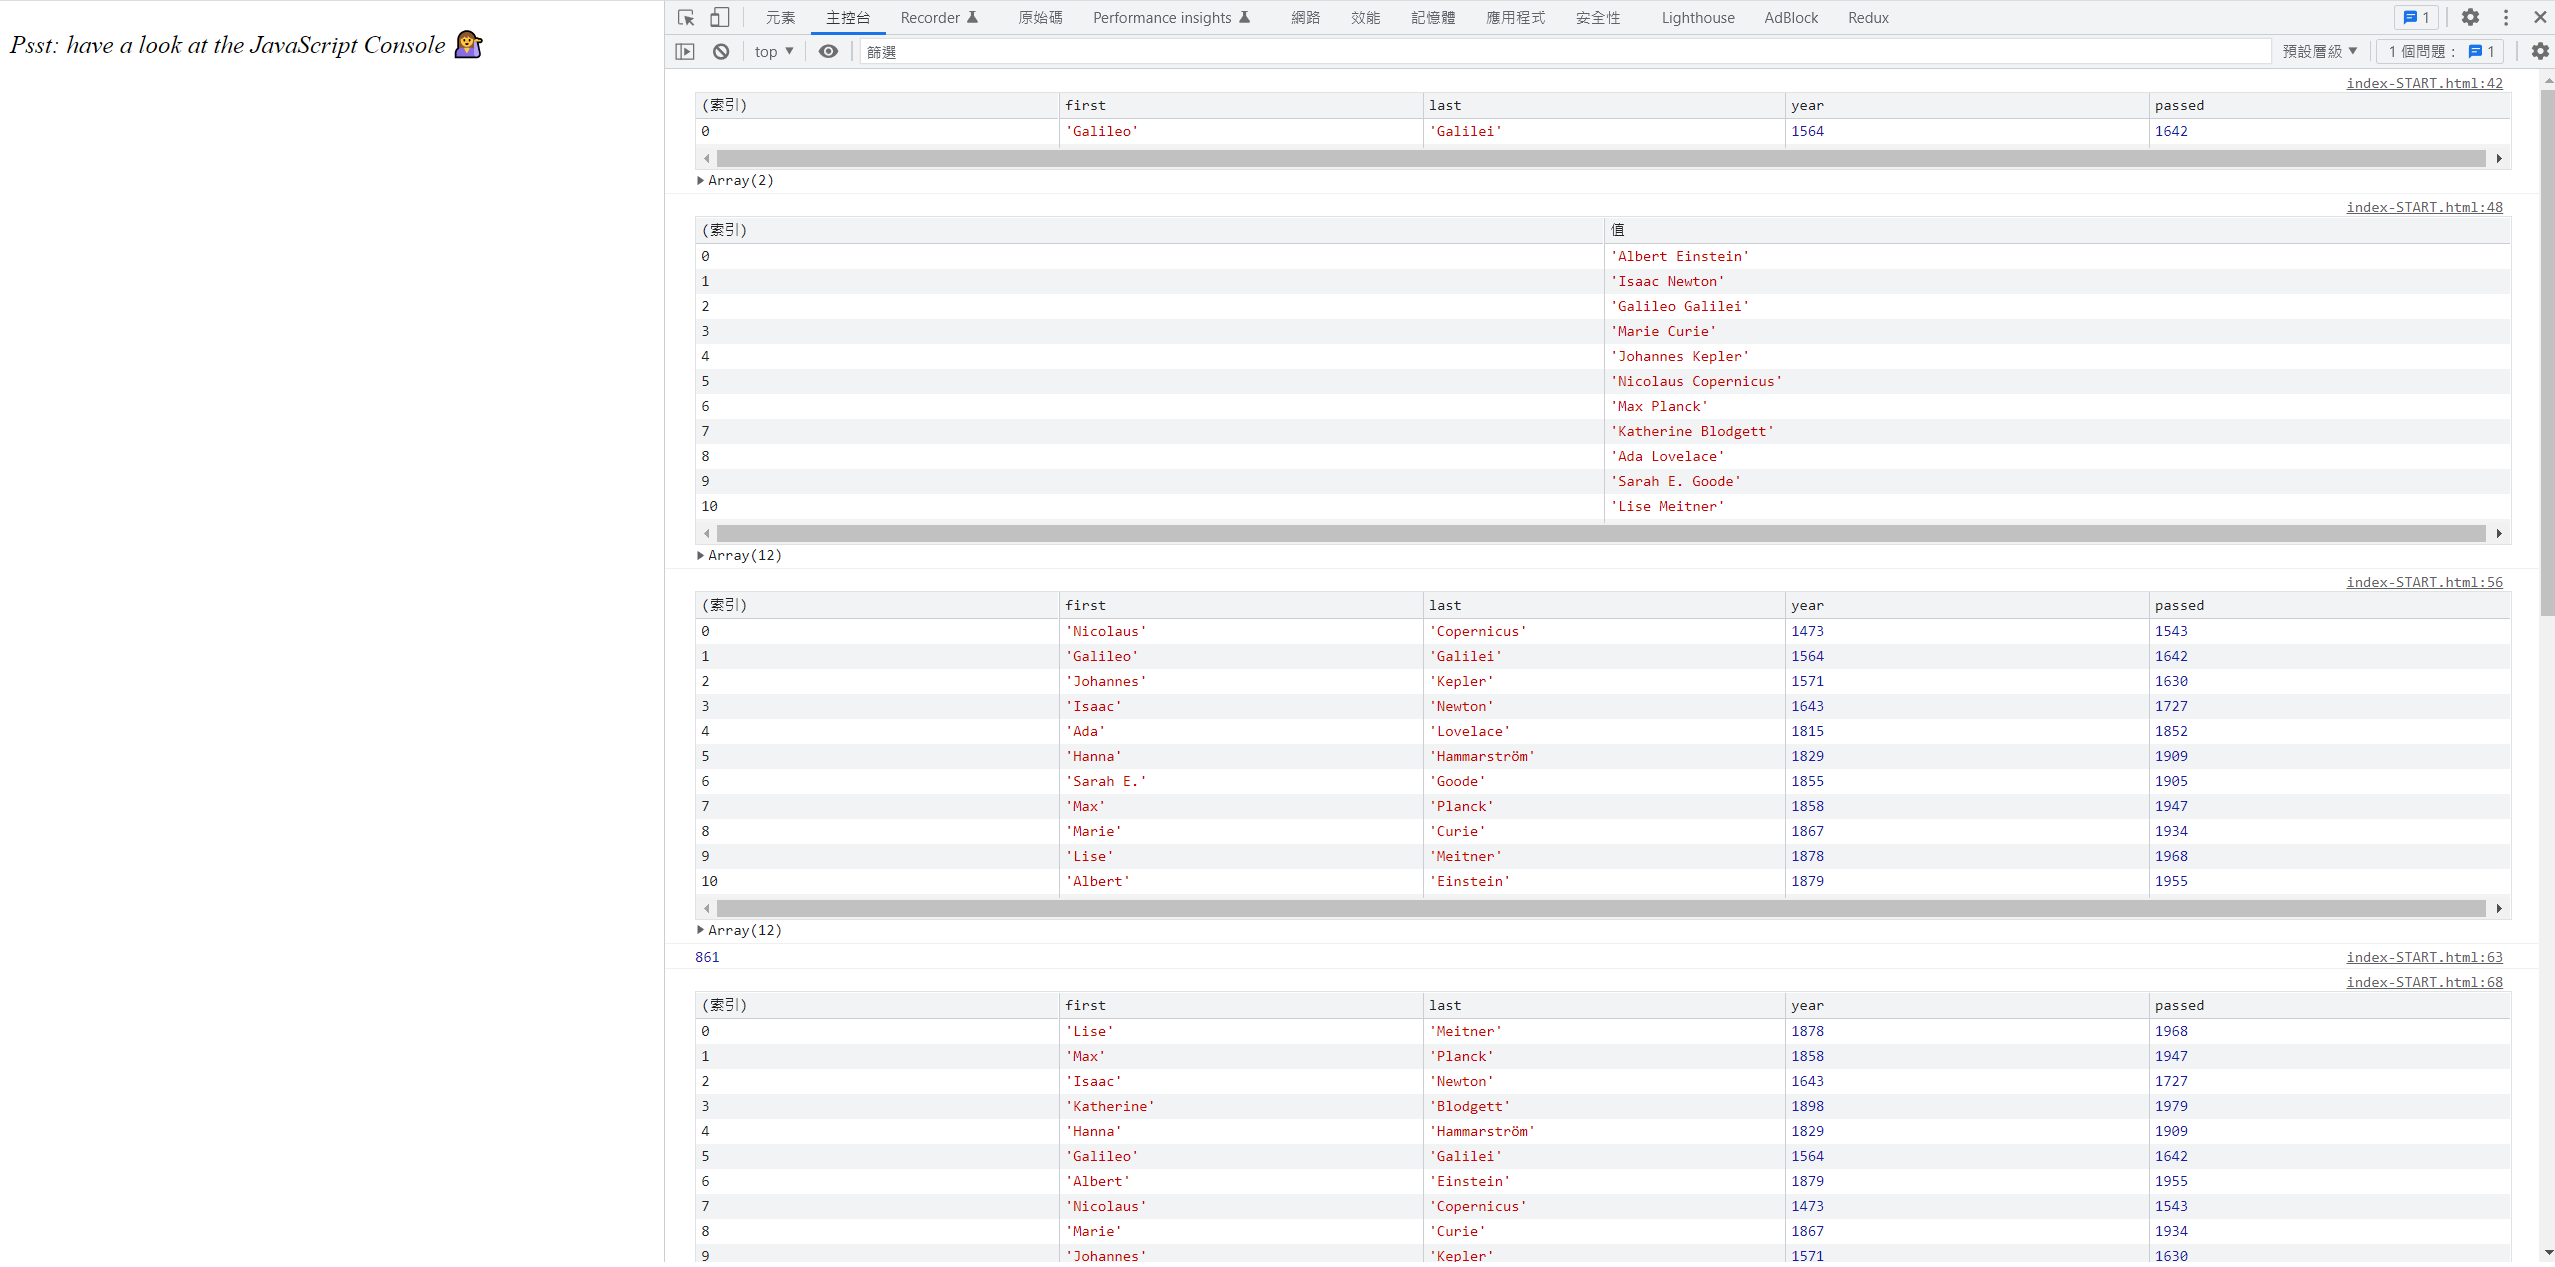 Psst: have a look at the JavaScript Console 💁‍♀️
元素 主控台 Recorder 原始碼 Performance insights 網路 效能 記憶體 應用程式 安全性 Lighthouse AdBlock Redux 1
top 篩選 預設層級 1 個問題： 1
index-START.html:42
(索引) first last year passed
0 'Galileo' 'Galilei' 1564 1642
Array(2)
index-START.html:48
(索引) 值
0 'Albert Einstein'
1 'Isaac Newton'
2 'Galileo Galilei'
3 'Marie Curie'
4 'Johannes Kepler'
5 'Nicolaus Copernicus'
6 'Max Planck'
7 'Katherine Blodgett'
8 'Ada Lovelace'
9 'Sarah E. Goode'
10 'Lise Meitner'
Array(12)
index-START.html:56
(索引) first last year passed
0 'Nicolaus' 'Copernicus' 1473 1543
1 'Galileo' 'Galilei' 1564 1642
2 'Johannes' 'Kepler' 1571 1630
3 'Isaac' 'Newton' 1643 1727
4 'Ada' 'Lovelace' 1815 1852
5 'Hanna' 'Hammarström' 1829 1909
6 'Sarah E.' 'Goode' 1855 1905
7 'Max' 'Planck' 1858 1947
8 'Marie' 'Curie' 1867 1934
9 'Lise' 'Meitner' 1878 1968
10 'Albert' 'Einstein' 1879 1955
Array(12)
861 index-START.html:63
index-START.html:68
(索引) first last year passed
0 'Lise' 'Meitner' 1878 1968
1 'Max' 'Planck' 1858 1947
2 'Isaac' 'Newton' 1643 1727
3 'Katherine' 'Blodgett' 1898 1979
4 'Hanna' 'Hammarström' 1829 1909
5 'Galileo' 'Galilei' 1564 1642
6 'Albert' 'Einstein' 1879 1955
7 'Nicolaus' 'Copernicus' 1473 1543
8 'Marie' 'Curie' 1867 1934
9 'Johannes' 'Kepler' 1571 1630